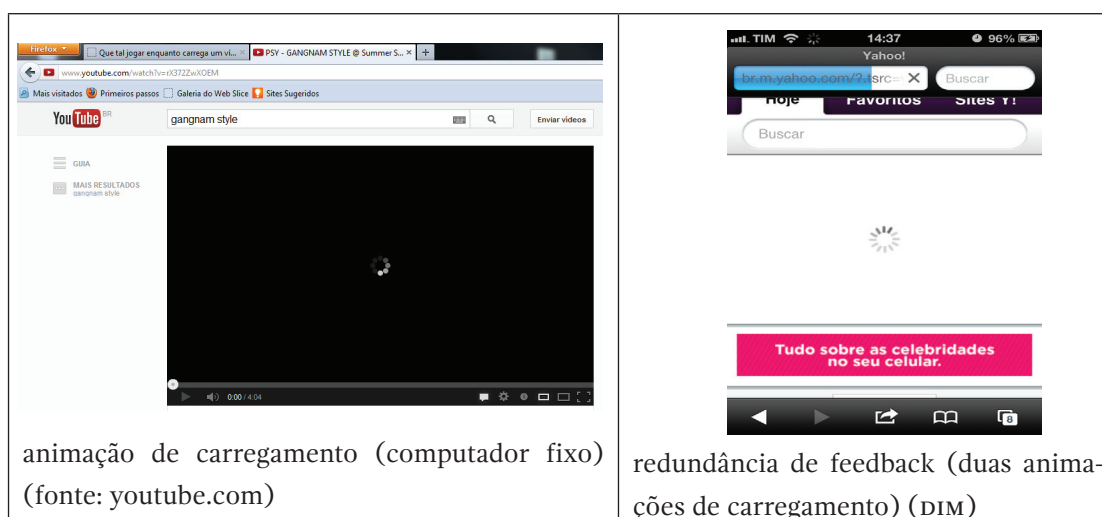 Firefox
Que tal jogar enquanto carrega um ví... ×
PSY - GANGNAM STYLE @ Summer S... × +
www.youtube.com/watch?v=rX372ZwXOEM
Mais visitados Primeiros passos Galeria do Web Slice Sites Sugeridos
YouTube BR
gangnam style
Enviar vídeos
GUIA
MAIS RESULTADOS
gangnam style
0:00 / 4:04
animação de carregamento (computador fixo)
(fonte: youtube.com)
TIM 14:37 96%
Yahoo!
br.m.yahoo.com/?.tsrc=
Buscar
Hoje Favoritos Sites Y!
Buscar
Tudo sobre as celebridades
no seu celular.
8
redundância de feedback (duas anima-
ções de carregamento) (DIM)